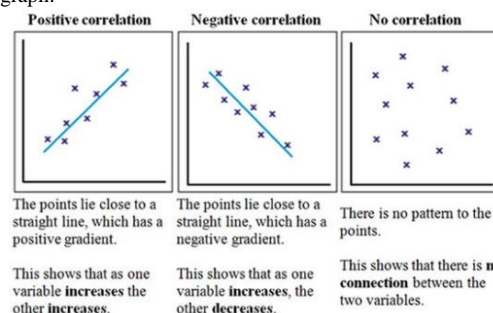 graph.
Positive correlation
Negative correlation
No correlation
The points lie close to a
straight line, which has a
positive gradient.
This shows that as one
variable increases the
other increases.
The points lie close to a
straight line, which has a
negative gradient.
This shows that as one
variable increases, the
other decreases.
There is no pattern to the
points.
This shows that there is
connection between the
two variables.